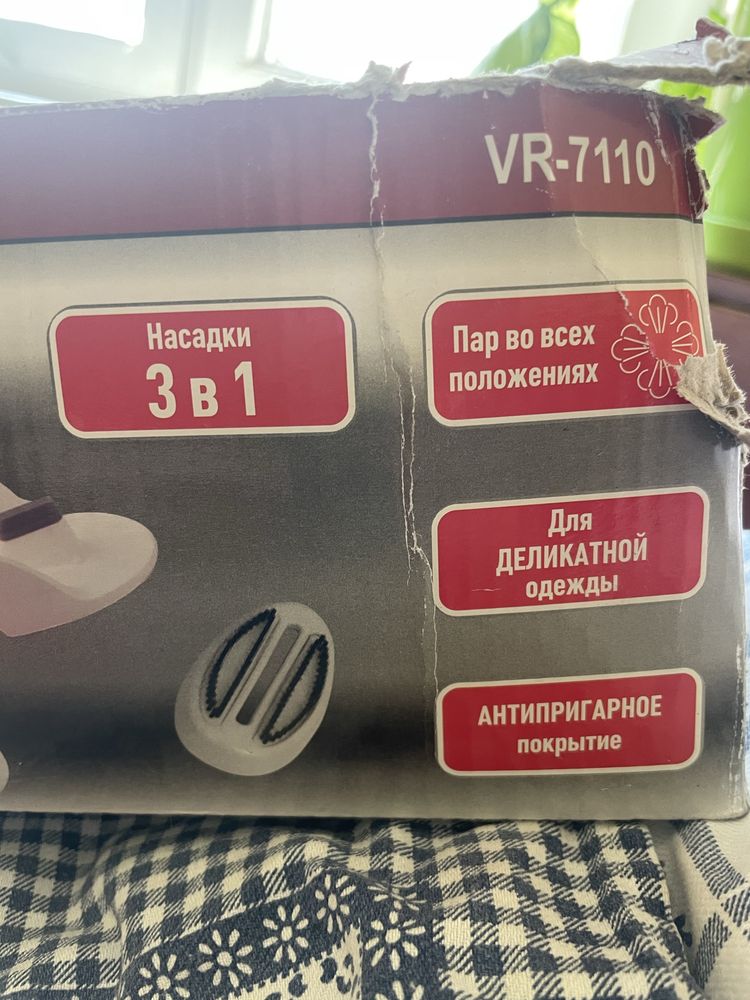 VR-7110
Насадки
3 в 1
Пар во всех
положениях
Для
ДЕЛИКАТНОЙ
одежды
АНТИПРИГАРНОЕ
покрытие